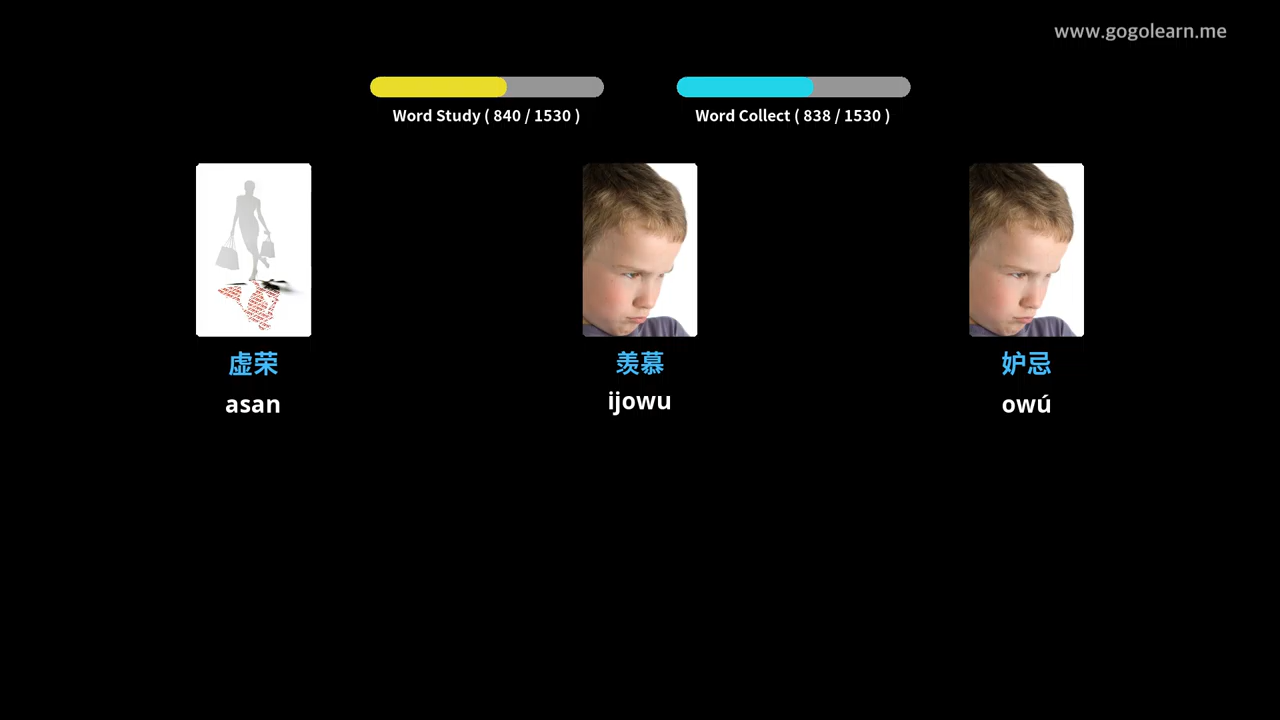 www.gogolearn.me
Word Study ( 840 / 1530 )
Word Collect ( 838 / 1530 )
虚荣
羡慕
妒忌
asan
ijowu
owú